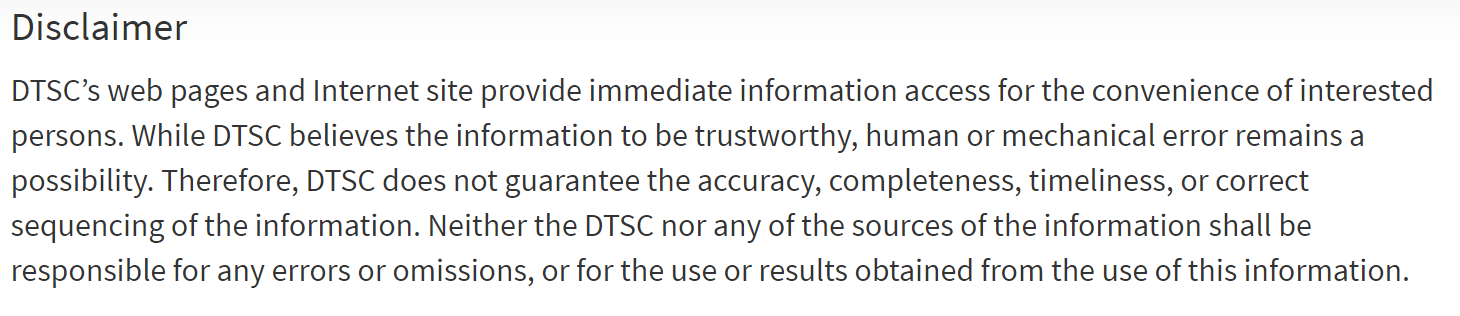 Disclaimer
DTSC’s web pages and Internet site provide immediate information access for the convenience of interested
persons. While DTSC believes the information to be trustworthy, human or mechanical error remains a
possibility. Therefore, DTSC does not guarantee the accuracy, completeness, timeliness, or correct
sequencing of the information. Neither the DTSC nor any of the sources of the information shall be
responsible for any errors or omissions, or for the use or results obtained from the use of this information.